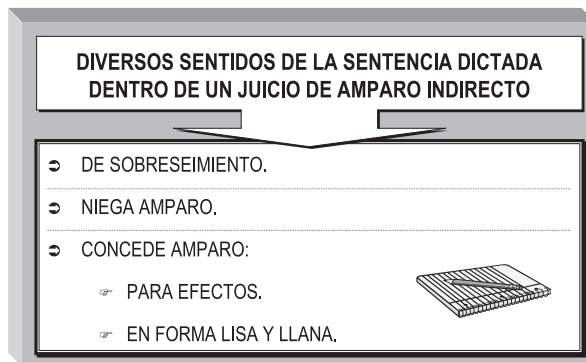 DIVERSOS SENTIDOS DE LA SENTENCIA DICTADA
DENTRO DE UN JUICIO DE AMPARO INDIRECTO
DE SOBRESEIMIENTO.
NIEGA AMPARO.
CONCEDE AMPARO:
PARA EFECTOS.
EN FORMA LISA Y LLANA.